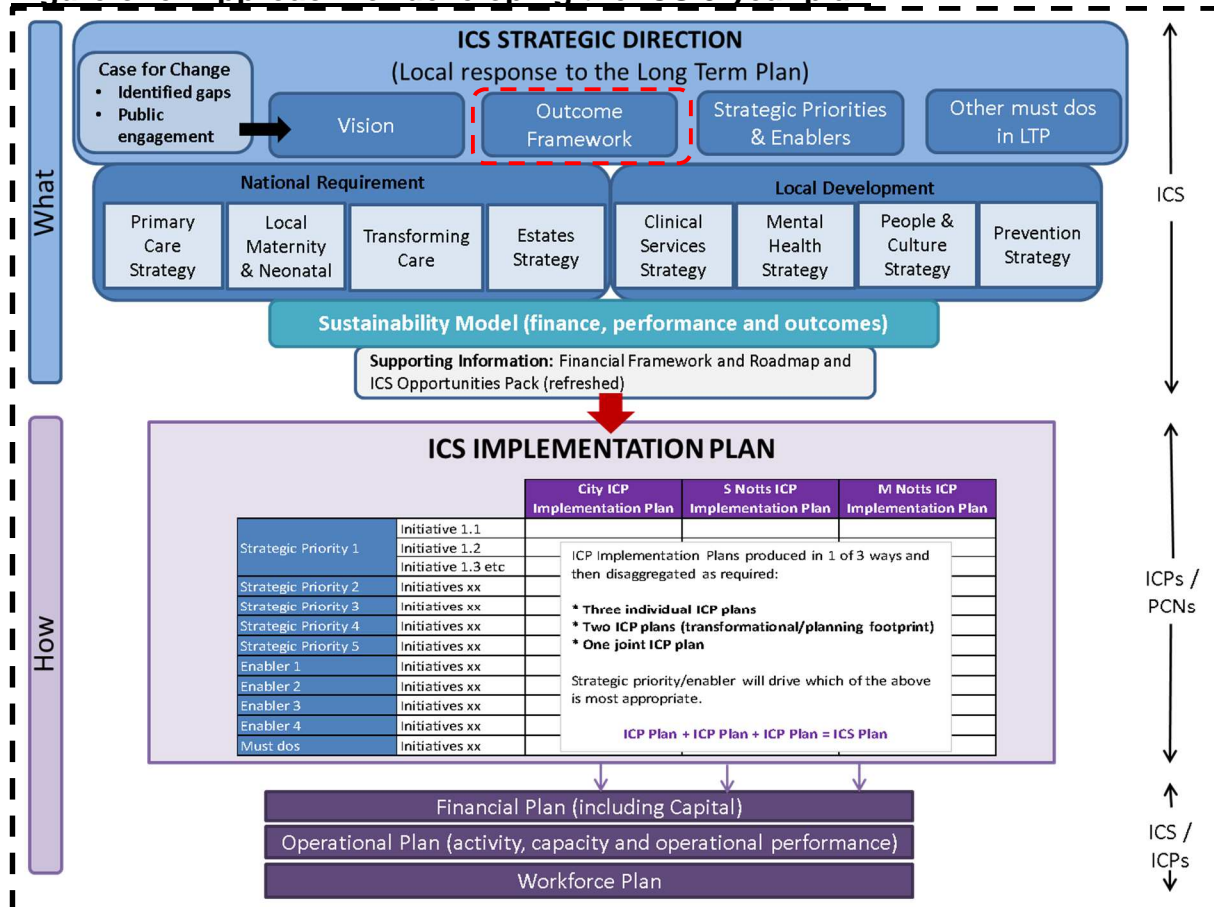 ICS STRATEGIC DIRECTION
(Local response to the Long Term Plan)
Case for Change
• Identified gaps
• Public
engagement
Vision
Outcome
Framework
Strategic Priorities
& Enablers
Other must dos
in LTP
What
National Requirement
Primary
Care
Strategy
Local
Maternity
& Neonatal
Transforming
Care
Estates
Strategy
Local Development
Clinical
Services
Strategy
Mental
Health
Strategy
People &
Culture
Strategy
Prevention
Strategy
ICS
Sustainability Model (finance, performance and outcomes)
Supporting Information: Financial Framework and Roadmap and
ICS Opportunities Pack (refreshed)
How
ICS IMPLEMENTATION PLAN
City ICP
Implementation Plan
S Notts ICP
Implementation Plan
M Notts ICP
Implementation Plan
Strategic Priority 1
Initiative 1.1
Initiative 1.2
Initiative 1.3 etc
Strategic Priority 2 Initiatives xx
Strategic Priority 3 Initiatives xx
Strategic Priority 4 Initiatives xx
Strategic Priority 5 Initiatives xx
Enabler 1 Initiatives xx
Enabler 2 Initiatives xx
Enabler 3 Initiatives xx
Enabler 4 Initiatives xx
Must dos Initiatives xx
ICP Implementation Plans produced in 1 of 3 ways and
then disaggregated as required:
* Three individual ICP plans
* Two ICP plans (transformational/planning footprint)
* One joint ICP plan
Strategic priority/enabler will drive which of the above
is most appropriate.
ICP Plan + ICP Plan + ICP Plan = ICS Plan
ICPs /
PCNs
Financial Plan (including Capital)
Operational Plan (activity, capacity and operational performance)
Workforce Plan
ICS /
ICPs